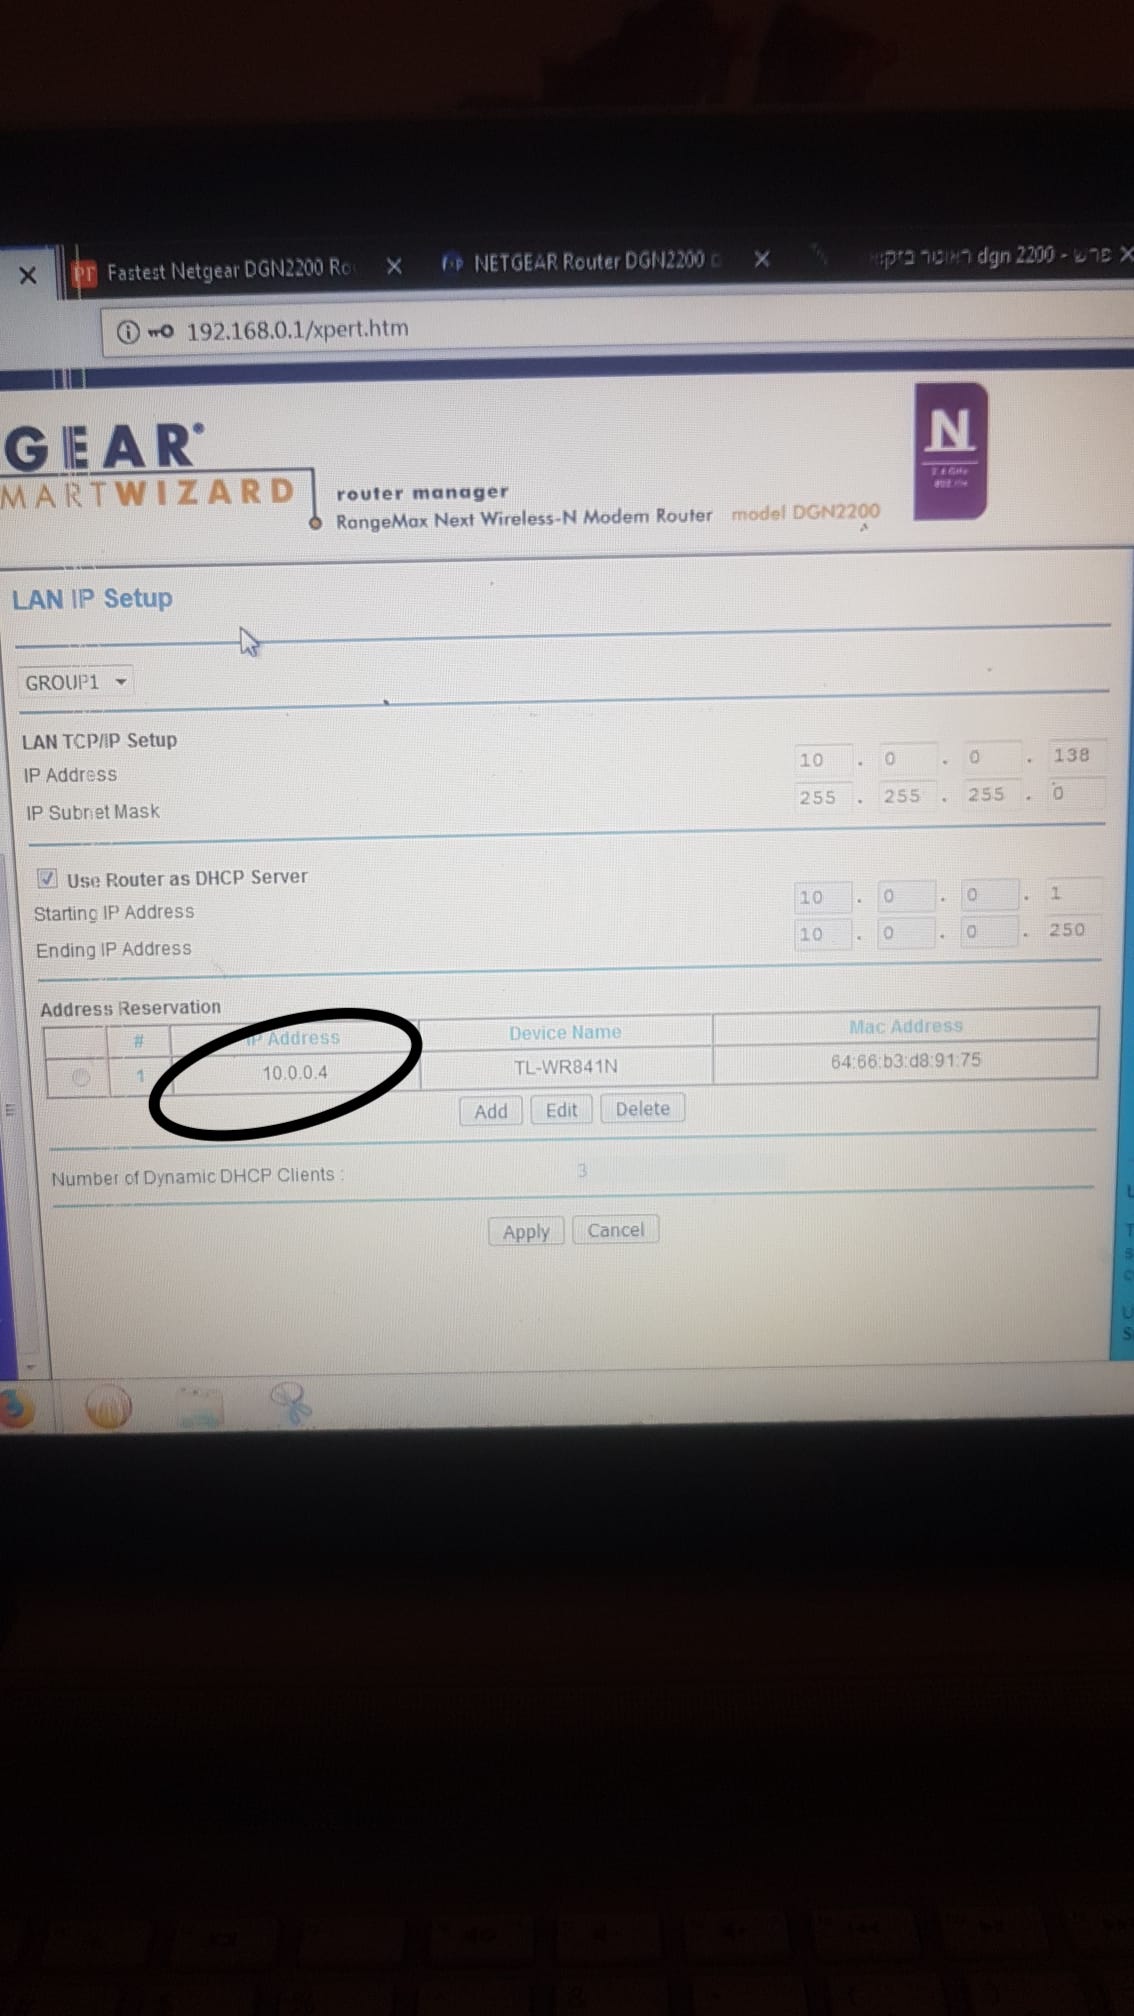 Fastest Netgear DGN2200 Ro
NETGEAR Router DGN2200
ראוטר בזקוו dgn 2200 -
192.168.0.1/xpert.htm
GEAR®
MARTWIZARD
router manager
RangeMax Next Wireless-N Modem Router model DGN2200
N
LAN IP Setup
GROUP1
LAN TCP/IP Setup
IP Address 10 . 0 . 0 . 138
IP Subnet Mask 255 . 255 . 255 . 0
Use Router as DHCP Server
Starting IP Address 10 . 0 . 0 . 1
Ending IP Address 10 . 0 . 0 . 250
Address Reservation
# IP Address Device Name Mac Address
1 10.0.0.4 TL-WR841N 64:66:b3:d8:91:75
Add Edit Delete
Number of Dynamic DHCP Clients : 3
Apply Cancel